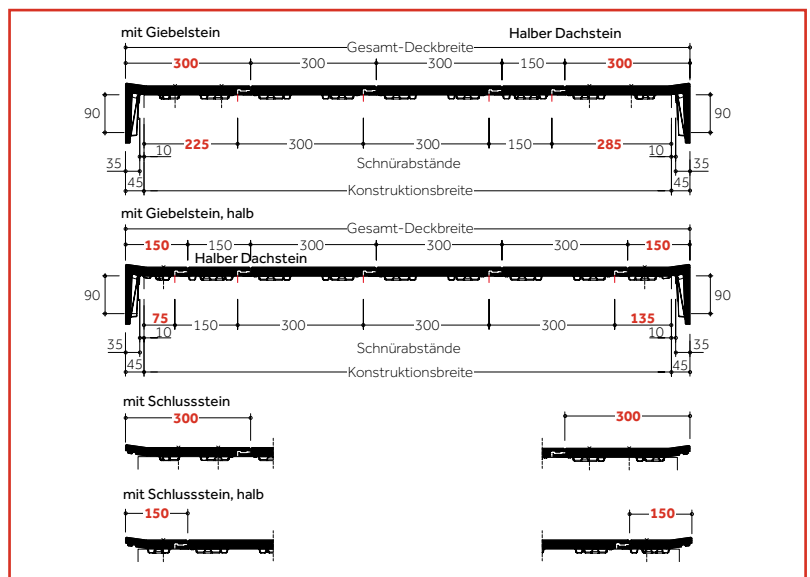 mit Giebelstein
Halber Dachstein
Gesamt-Deckbreite
300 300 300 150 300
90 90
225 300 300 150 285
10 10
35 Schnürabstände 35
45 Konstruktionsbreite 45
mit Giebelstein, halb
Gesamt-Deckbreite
150 150 300 300 300 150
Halber Dachstein
90 90
75 150 300 300 300 135
10 10
35 Schnürabstände 35
45 Konstruktionsbreite 45
mit Schlussstein
300 300
mit Schlussstein, halb
150 150